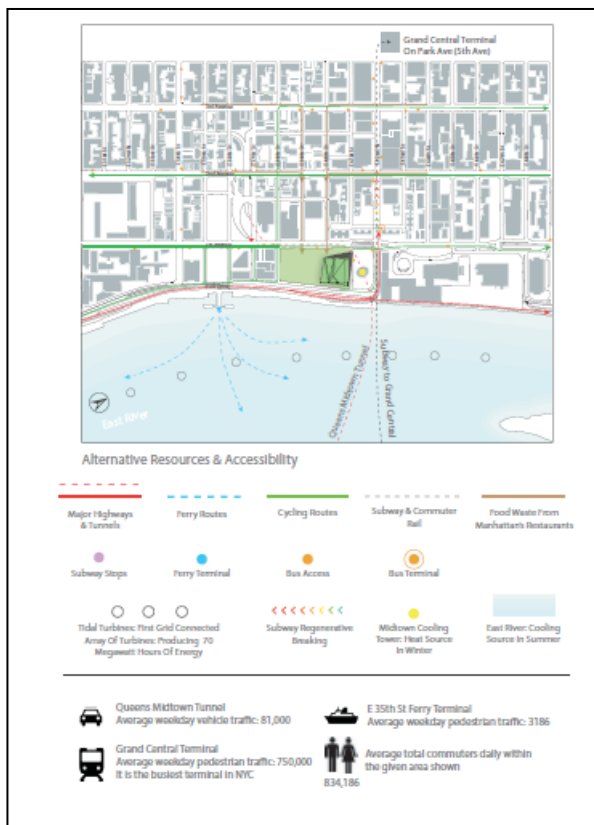 Grand Central Terminal
On Park Ave (5th Ave)
Queens Midtown Tunnel
Subway to Grand Central
East River
Alternative Resources & Accessibility
Major Highways
& Tunnels
Ferry Routes
Cycling Routes
Subway & Commuter
Rail
Food Waste From
Manhattan's Restaurants
Subway Stops
Ferry Terminal
Bus Access
Bus Terminal
Tidal Turbines: First Grid Connected
Array Of Turbines: Producing 70
Megawatt Hours Of Energy
Subway Regenerative
Breaking
Midtown Cooling
Tower: Heat Source
In Winter
East River: Cooling
Source In Summer
Queens Midtown Tunnel
Average weekday vehicle traffic: 81,000
E 35th St Ferry Terminal
Average weekday pedestrian traffic: 3186
Grand Central Terminal
Average weekday pedestrian traffic: 750,000
It is the busiest terminal in NYC
Average total commuters daily within
the given area shown
834,186